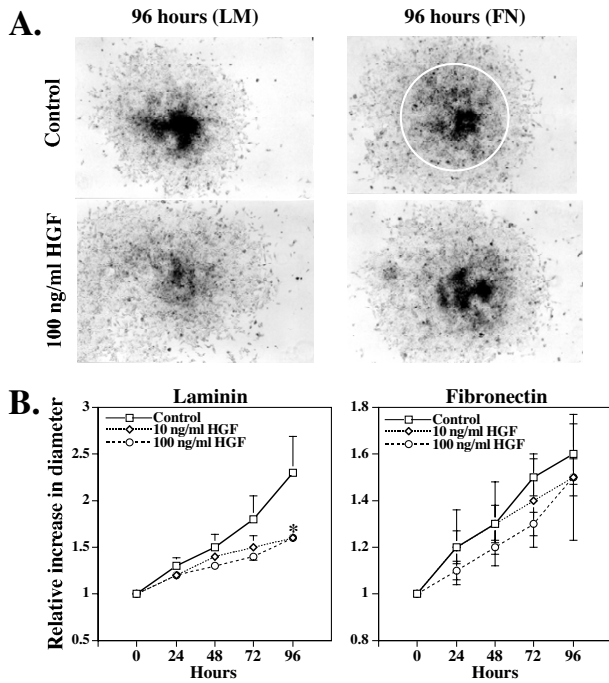 A.
96 hours (LM)
96 hours (FN)
Control
100 ng/ml HGF
B.
Laminin
Fibronectin
Relative increase in diameter
3
2.5
2
1.5
1
0.5
Control
10 ng/ml HGF
100 ng/ml HGF
*
0
24
48
72
96
Hours
1.8
1.6
1.4
1.2
1
0.8
Control
10 ng/ml HGF
100 ng/ml HGF
0
24
48
72
96
Hours